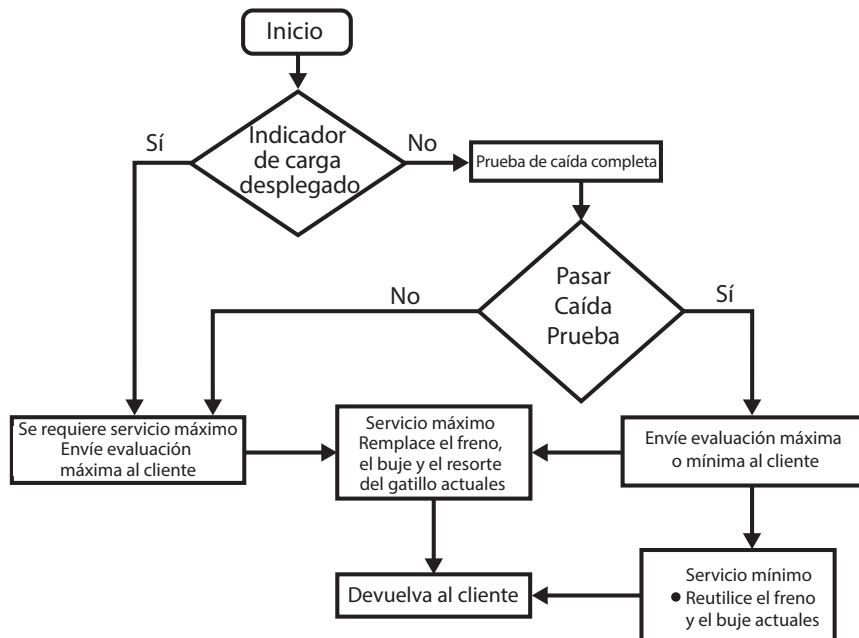 Inicio
Indicador
de carga
desplegado
Sí
No
Prueba de caída completa
Pasar
Caída
Prueba
No
Sí
Se requiere servicio máximo
Envíe evaluación
máxima al cliente
Servicio máximo
Remplace el freno,
el buje y el resorte
del gatillo actuales
Envíe evaluación máxima
o mínima al cliente
Devuelva al cliente
Servicio mínimo
● Reutilice el freno
y el buje actuales